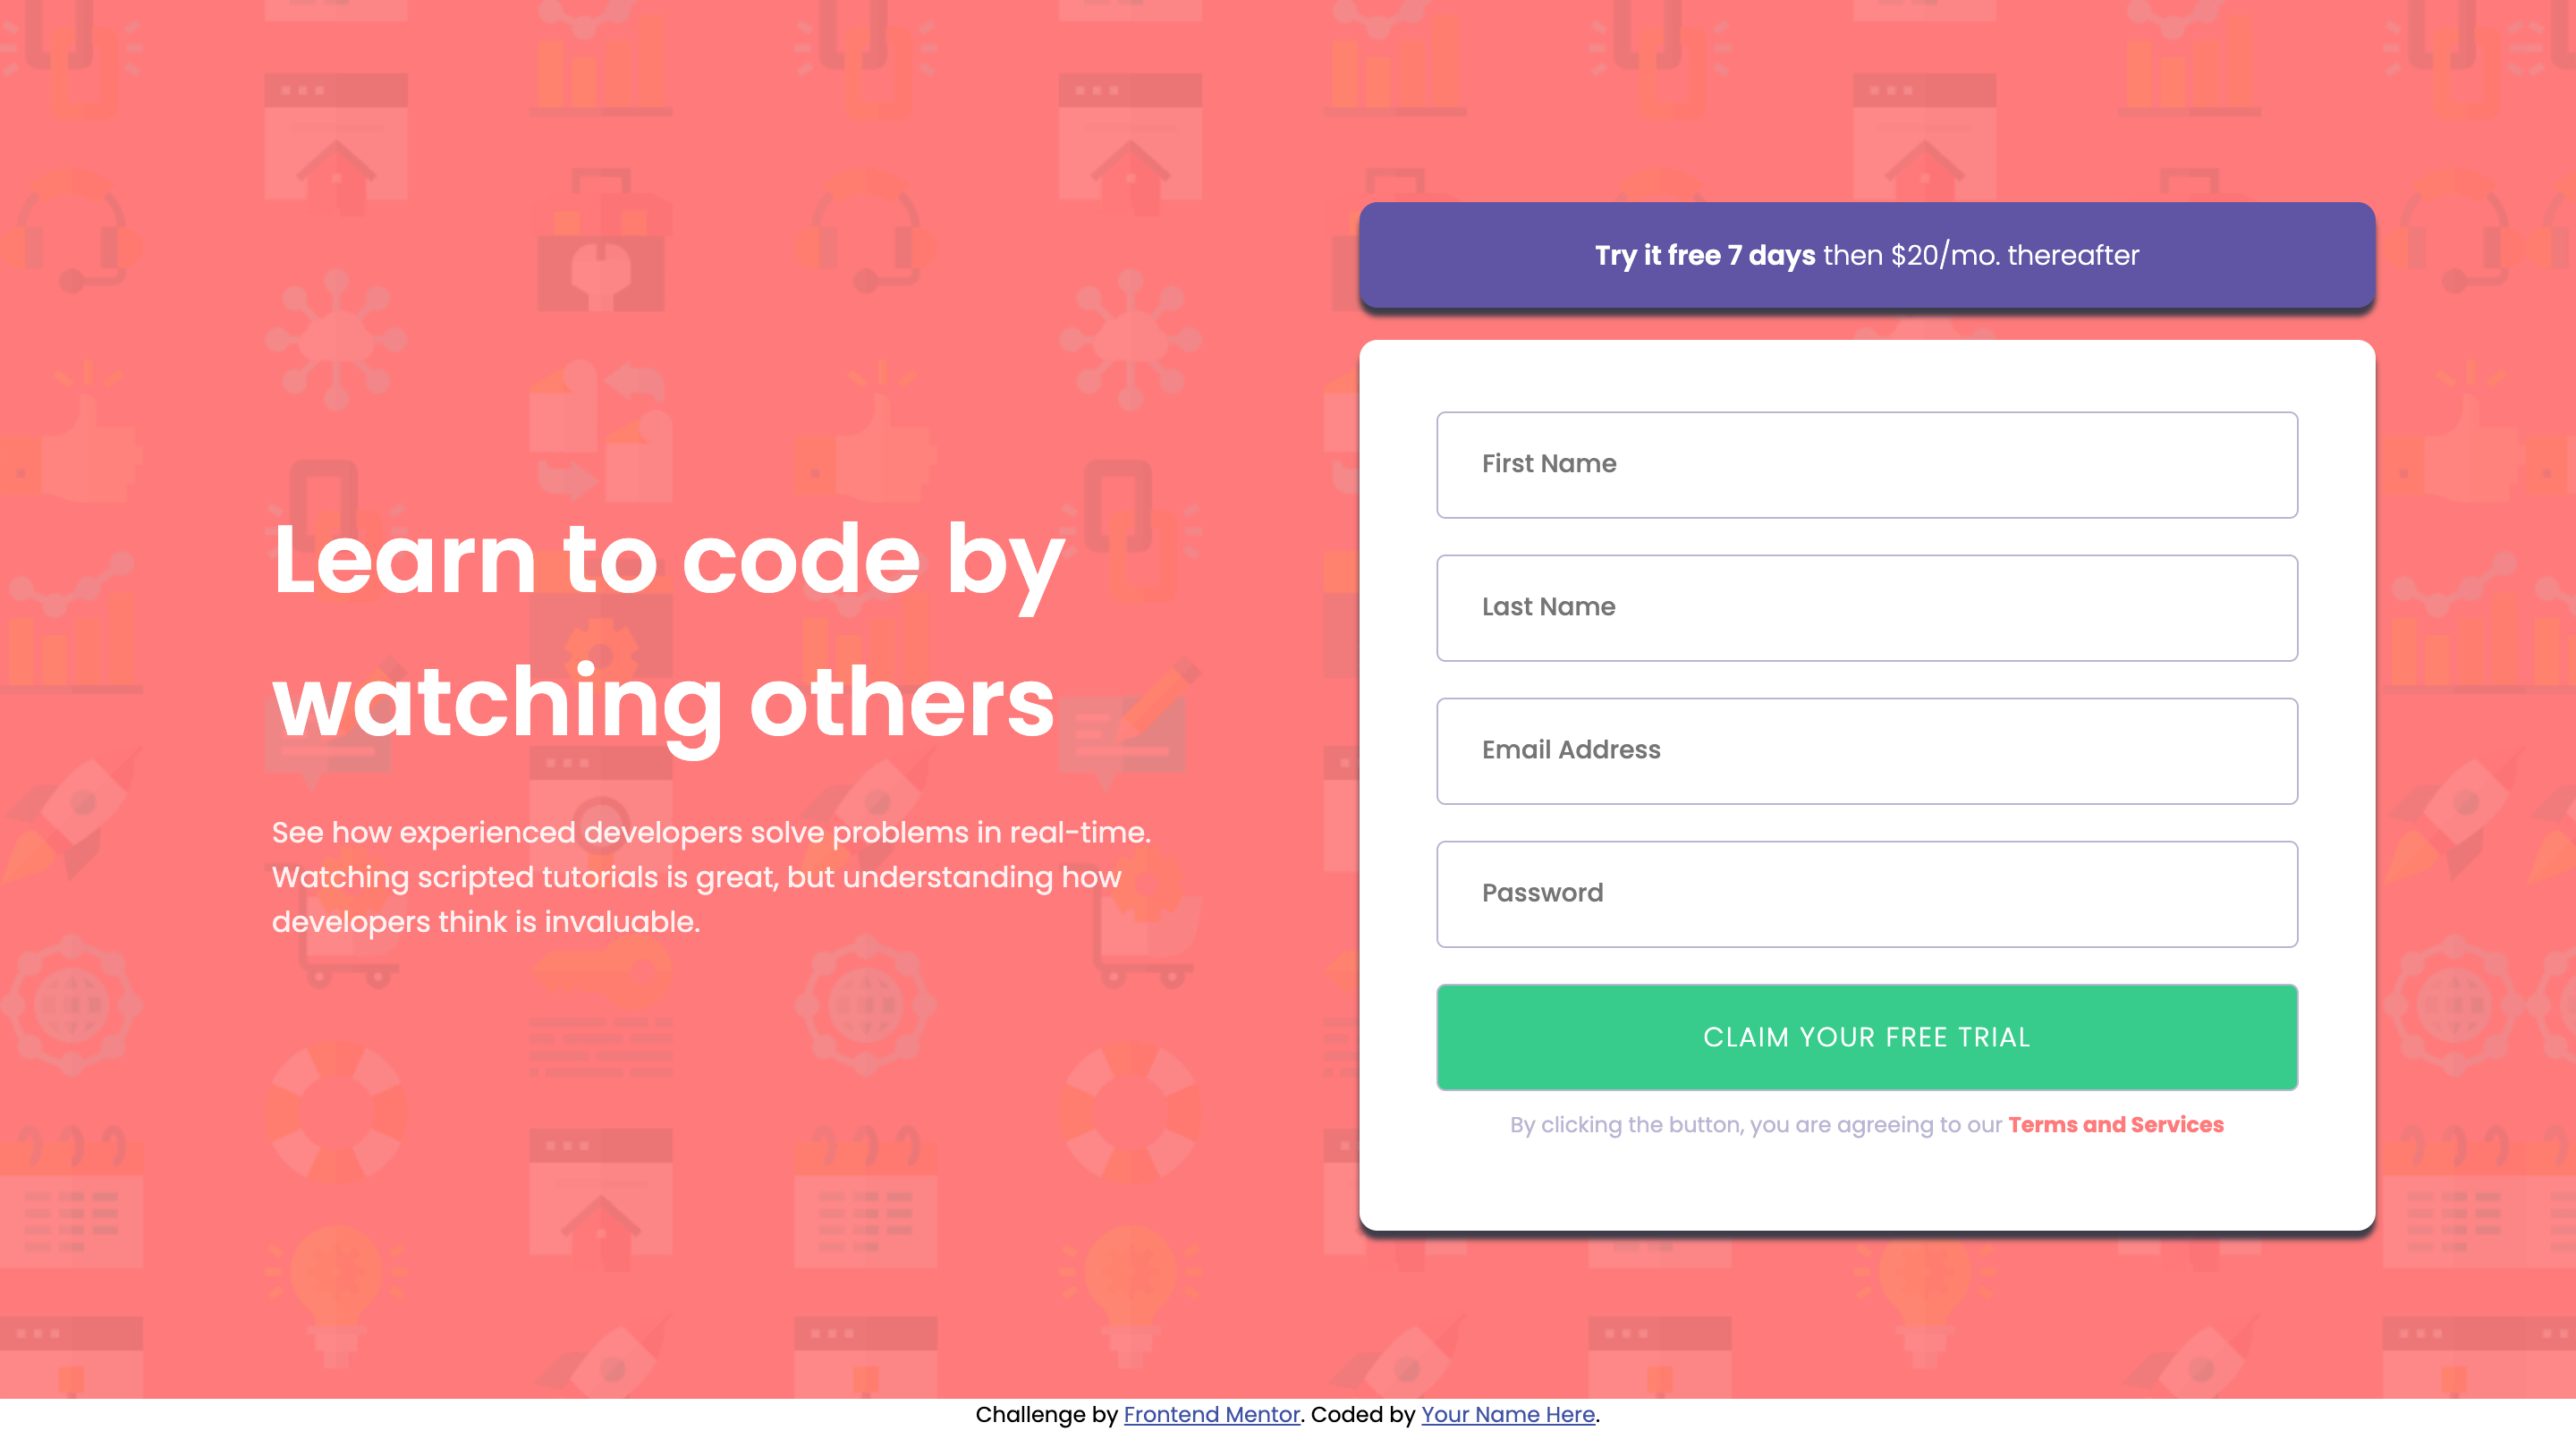 Learn to code by
watching others
See how experienced developers solve problems in real-time.
Watching scripted tutorials is great, but understanding how
developers think is invaluable.
Try it free 7 days then $20/mo. thereafter
First Name
Last Name
Email Address
Password
CLAIM YOUR FREE TRIAL
By clicking the button, you are agreeing to our Terms and Services
Challenge by Frontend Mentor. Coded by Your Name Here.